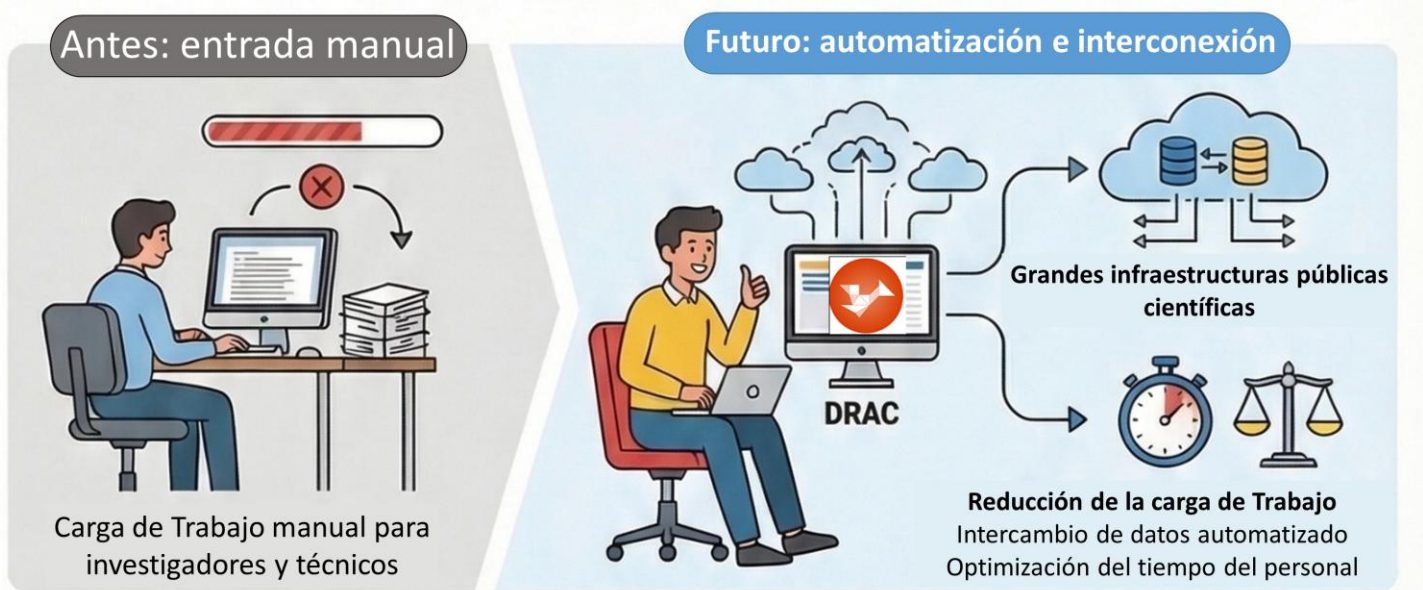 Antes: entrada manual
Carga de Trabajo manual para
investigadores y técnicos
Futuro: automatización e interconexión
DRAC
Grandes infraestructuras públicas
científicas
Reducción de la carga de Trabajo
Intercambio de datos automatizado
Optimización del tiempo del personal